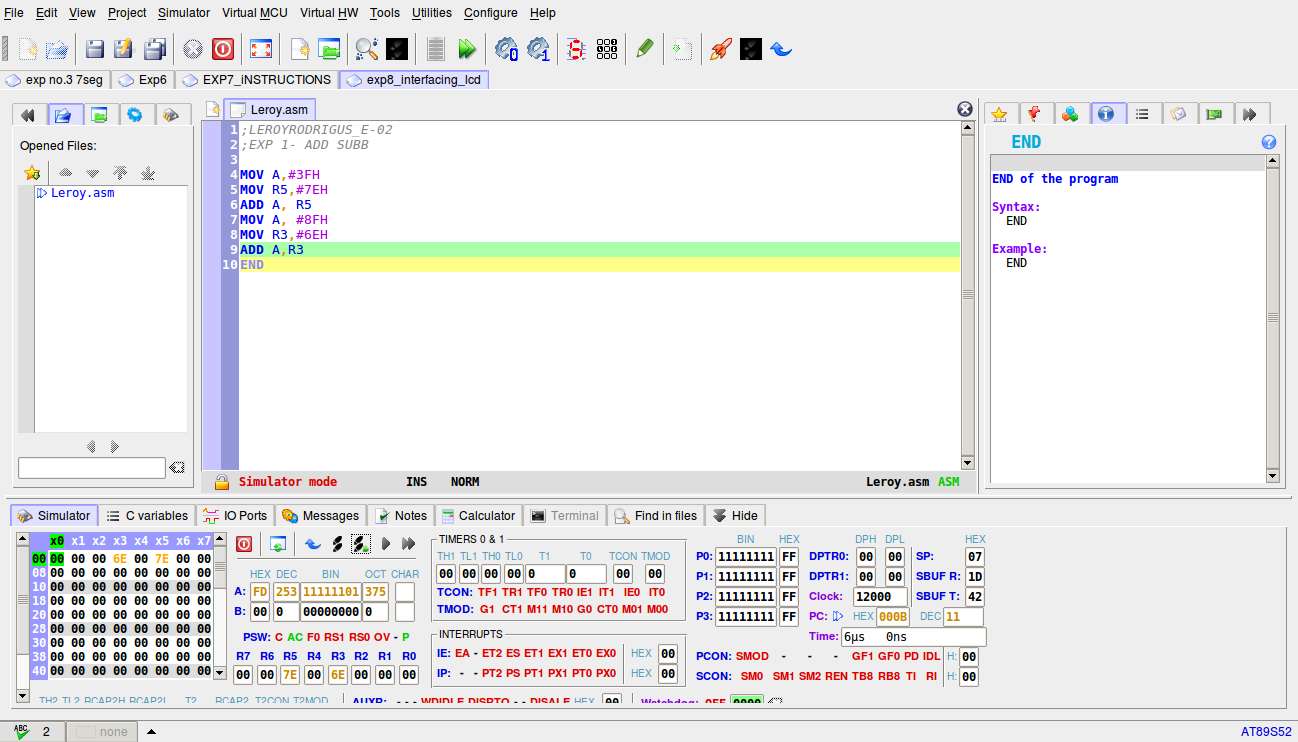 File Edit View Project Simulator Virtual MCU Virtual HW Tools Utilities Configure Help
exp no.3 7seg Exp6 EXP7_iNSTRUCTIONS exp8_interfacing_lcd
Opened Files:
Leroy.asm
Leroy.asm
1 ;LEROYRODRIGUS_E-02
2 ;EXP 1- ADD SUBB
3
4 MOV A,#3FH
5 MOV R5,#7EH
6 ADD A, R5
7 MOV A, #8FH
8 MOV R3,#6EH
9 ADD A,R3
10 END
Simulator mode INS NORM Leroy.asm ASM
END
END of the program
Syntax:
END
Example:
END
Simulator C variables IO Ports Messages Notes Calculator Terminal Find in files Hide
x0 x1 x2 x3 x4 x5 x6 x7
00 00 00 00 6E 00 7E 00 00
08 00 00 00 00 00 00 00 00
10 00 00 00 00 00 00 00 00
18 00 00 00 00 00 00 00 00
20 00 00 00 00 00 00 00 00
28 00 00 00 00 00 00 00 00
30 00 00 00 00 00 00 00 00
38 00 00 00 00 00 00 00 00
40 00 00 00 00 00 00 00 00
HEX DEC BIN OCT CHAR
A: FD 253 11111101 375
B: 00 0 00000000 0
PSW: C AC F0 RS1 RS0 OV - P
R7 R6 R5 R4 R3 R2 R1 R0
00 00 7E 00 6E 00 00 00
TIMERS 0 & 1
TH1 TL1 TH0 TL0 T1 T0 TCON TMOD
00 00 00 00 0 0 00 00
TCON: TF1 TR1 TF0 TR0 IE1 IT1 IE0 IT0
TMOD: G1 CT1 M11 M10 G0 CT0 M01 M00
INTERRUPTS
IE: EA - ET2 ES ET1 EX1 ET0 EX0 HEX 00
IP: - - PT2 PS PT1 PX1 PT0 PX0 HEX 00
BIN HEX DPH DPL HEX
P0: 11111111 FF DPTR0: 00 00 SP: 07
P1: 11111111 FF DPTR1: 00 00 SBUF R: 1D
P2: 11111111 FF Clock: 12000 SBUF T: 42
P3: 11111111 FF PC: HEX 000B DEC 11
Time: 6µs 0ns
PCON: SMOD - - - GF1 GF0 PD IDL H: 00
SCON: SM0 SM1 SM2 REN TB8 RB8 TI RI H: 00
TH2 TL2 RCAP2H RCAP2L T2 RCAP2 T2CON T2MOD AUXR: - - - WDIDLE DISRTO - - DISALE HEX 00 Watchdog: OFF 0000
ABC 2 none AT89S52